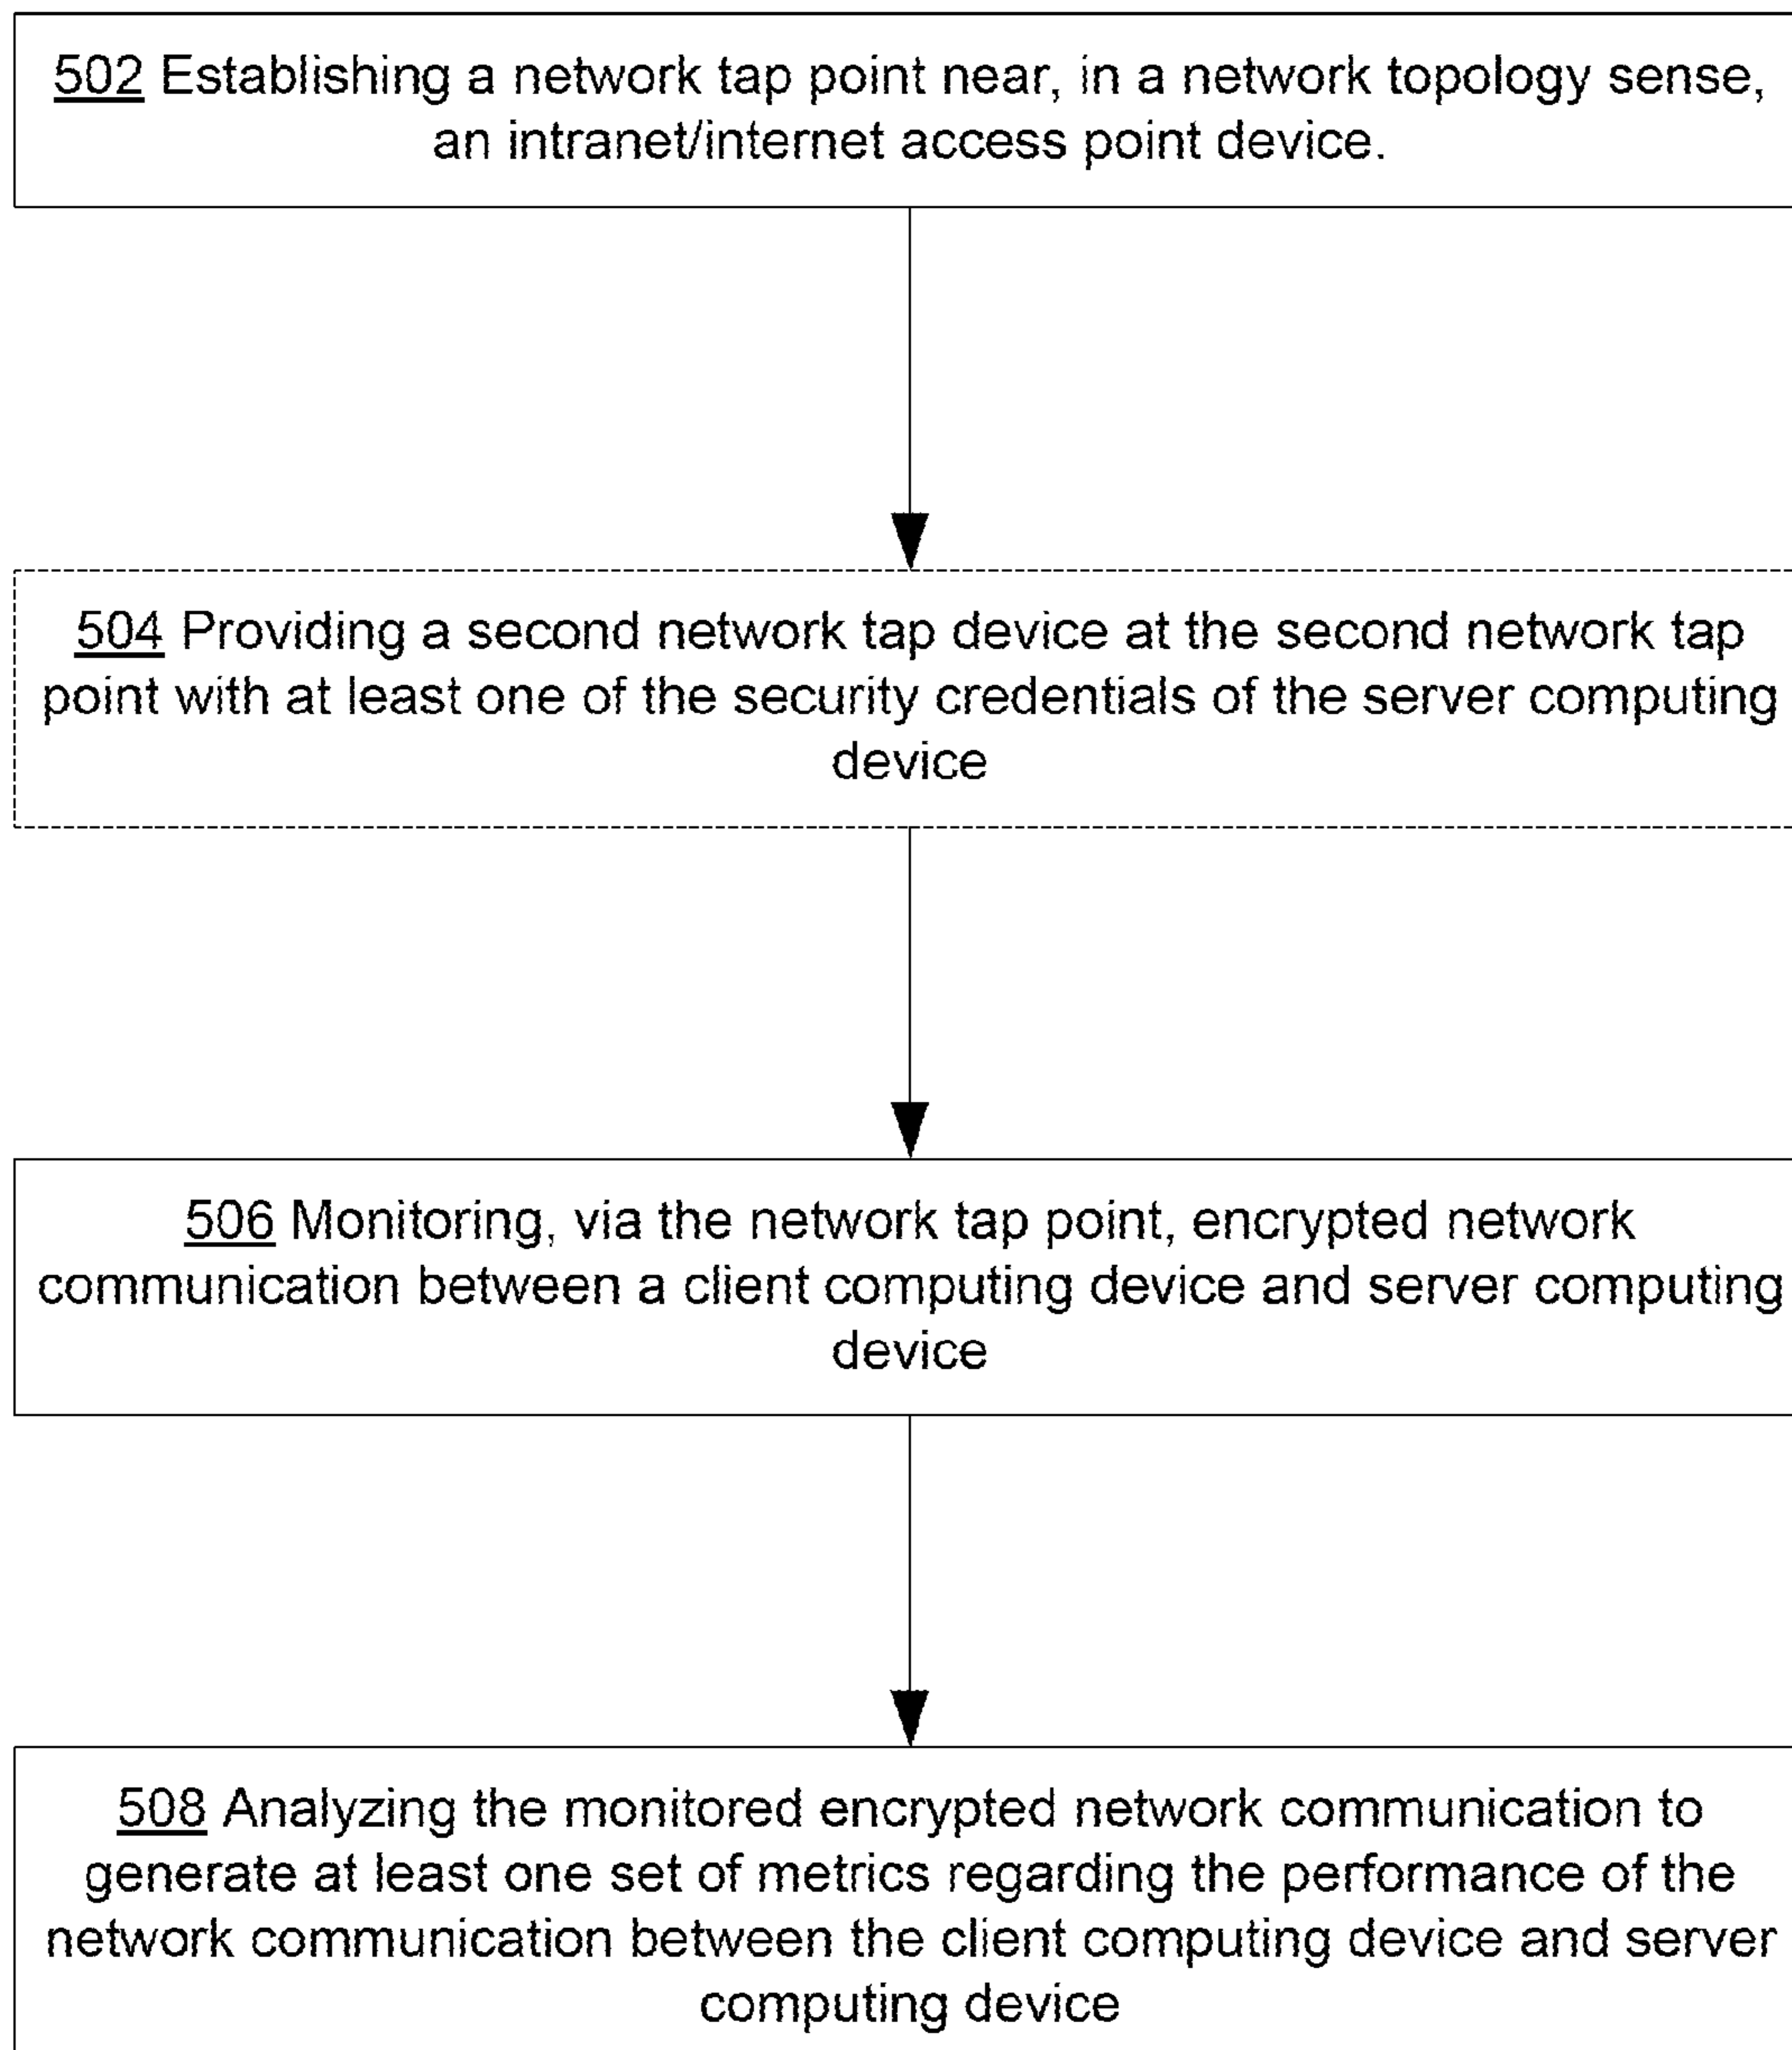 502 Establishing a network tap point near, in a network topology sense,
an intranet/internet access point device.
504 Providing a second network tap device at the second network tap
point with at least one of the security credentials of the server computing
device
506 Monitoring, via the network tap point, encrypted network
communication between a client computing device and server computing
device
508 Analyzing the monitored encrypted network communication to
generate at least one set of metrics regarding the performance of the
network communication between the client computing device and server
computing device